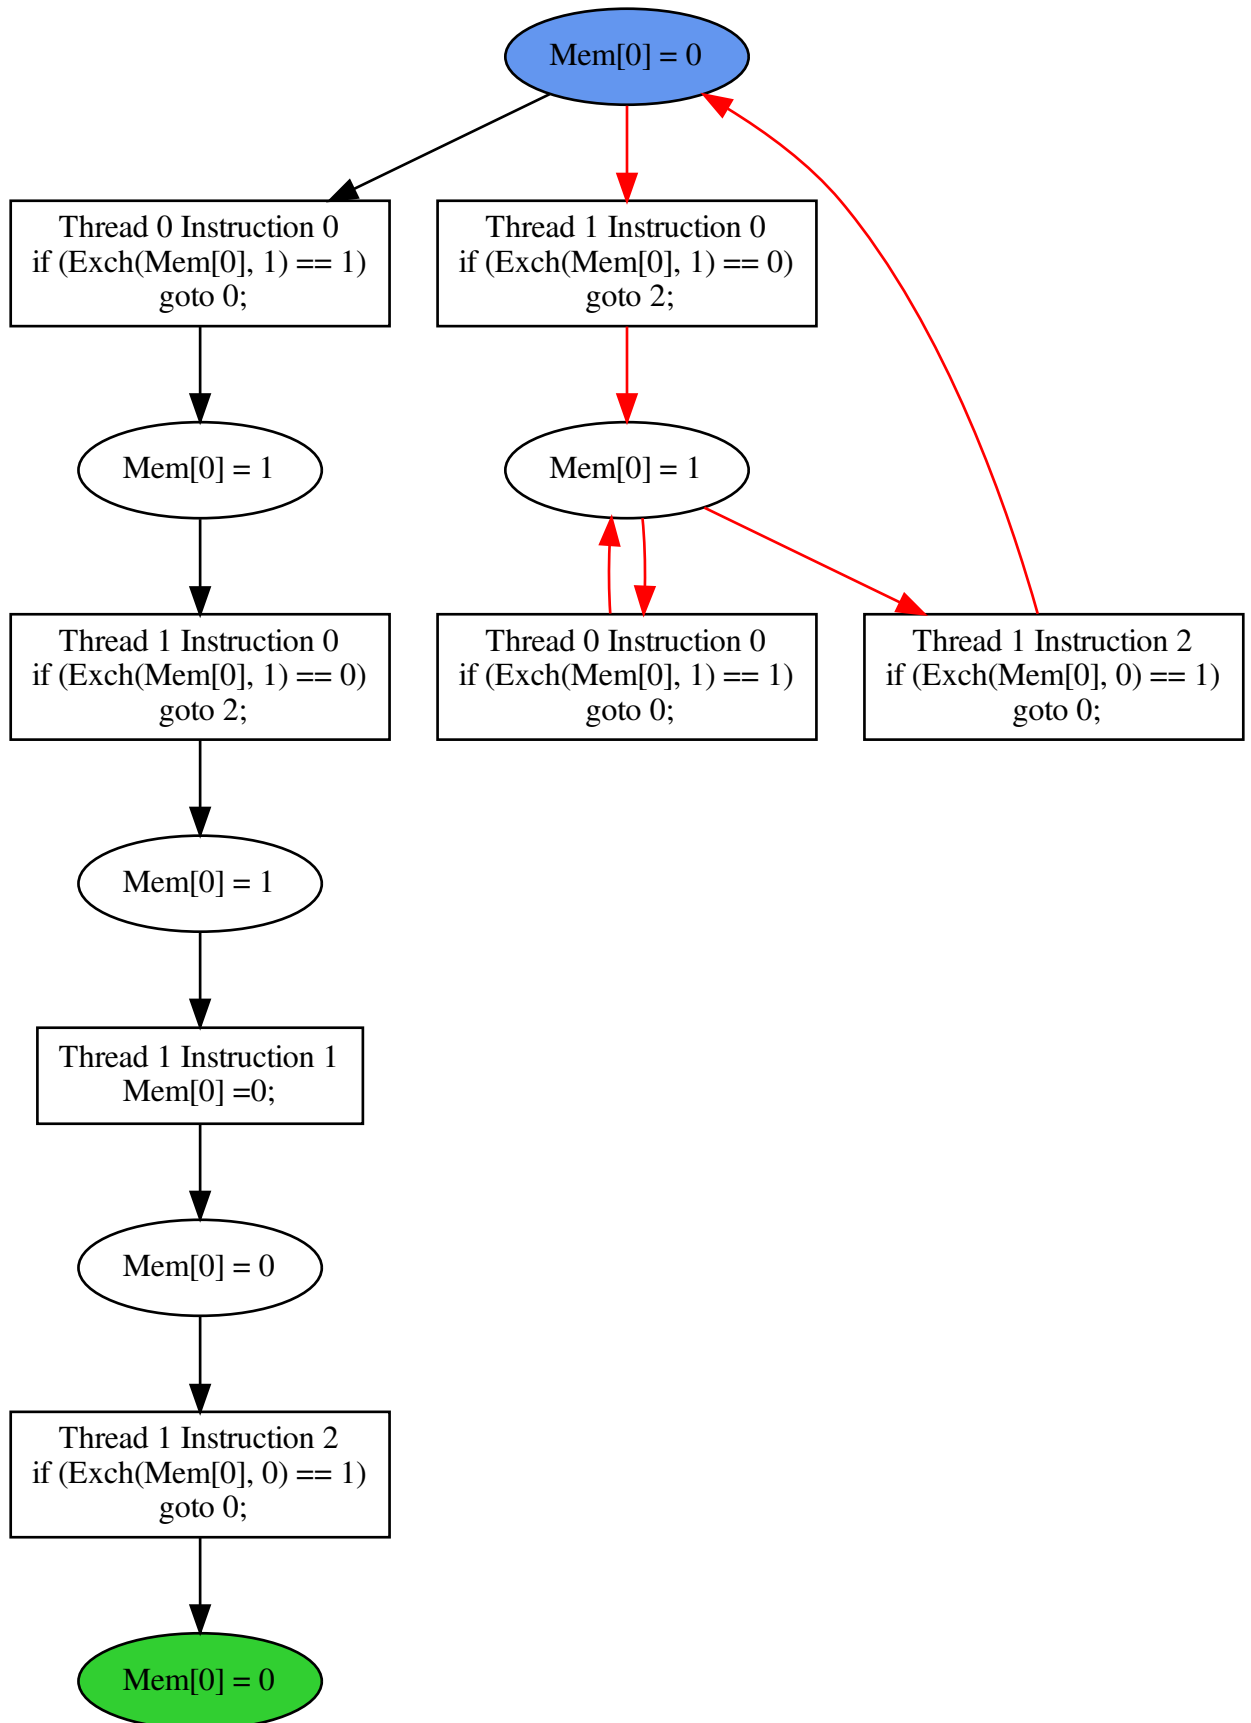 Mem[0] = 0
Thread 0 Instruction 0
if (Exch(Mem[0], 1) == 1)
goto 0;
Thread 1 Instruction 0
if (Exch(Mem[0], 1) == 0)
goto 2;
Mem[0] = 1
Mem[0] = 1
Thread 1 Instruction 0
if (Exch(Mem[0], 1) == 0)
goto 2;
Thread 0 Instruction 0
if (Exch(Mem[0], 1) == 1)
goto 0;
Thread 1 Instruction 2
if (Exch(Mem[0], 0) == 1)
goto 0;
Mem[0] = 1
Thread 1 Instruction 1
Mem[0] =0;
Mem[0] = 0
Thread 1 Instruction 2
if (Exch(Mem[0], 0) == 1)
goto 0;
Mem[0] = 0